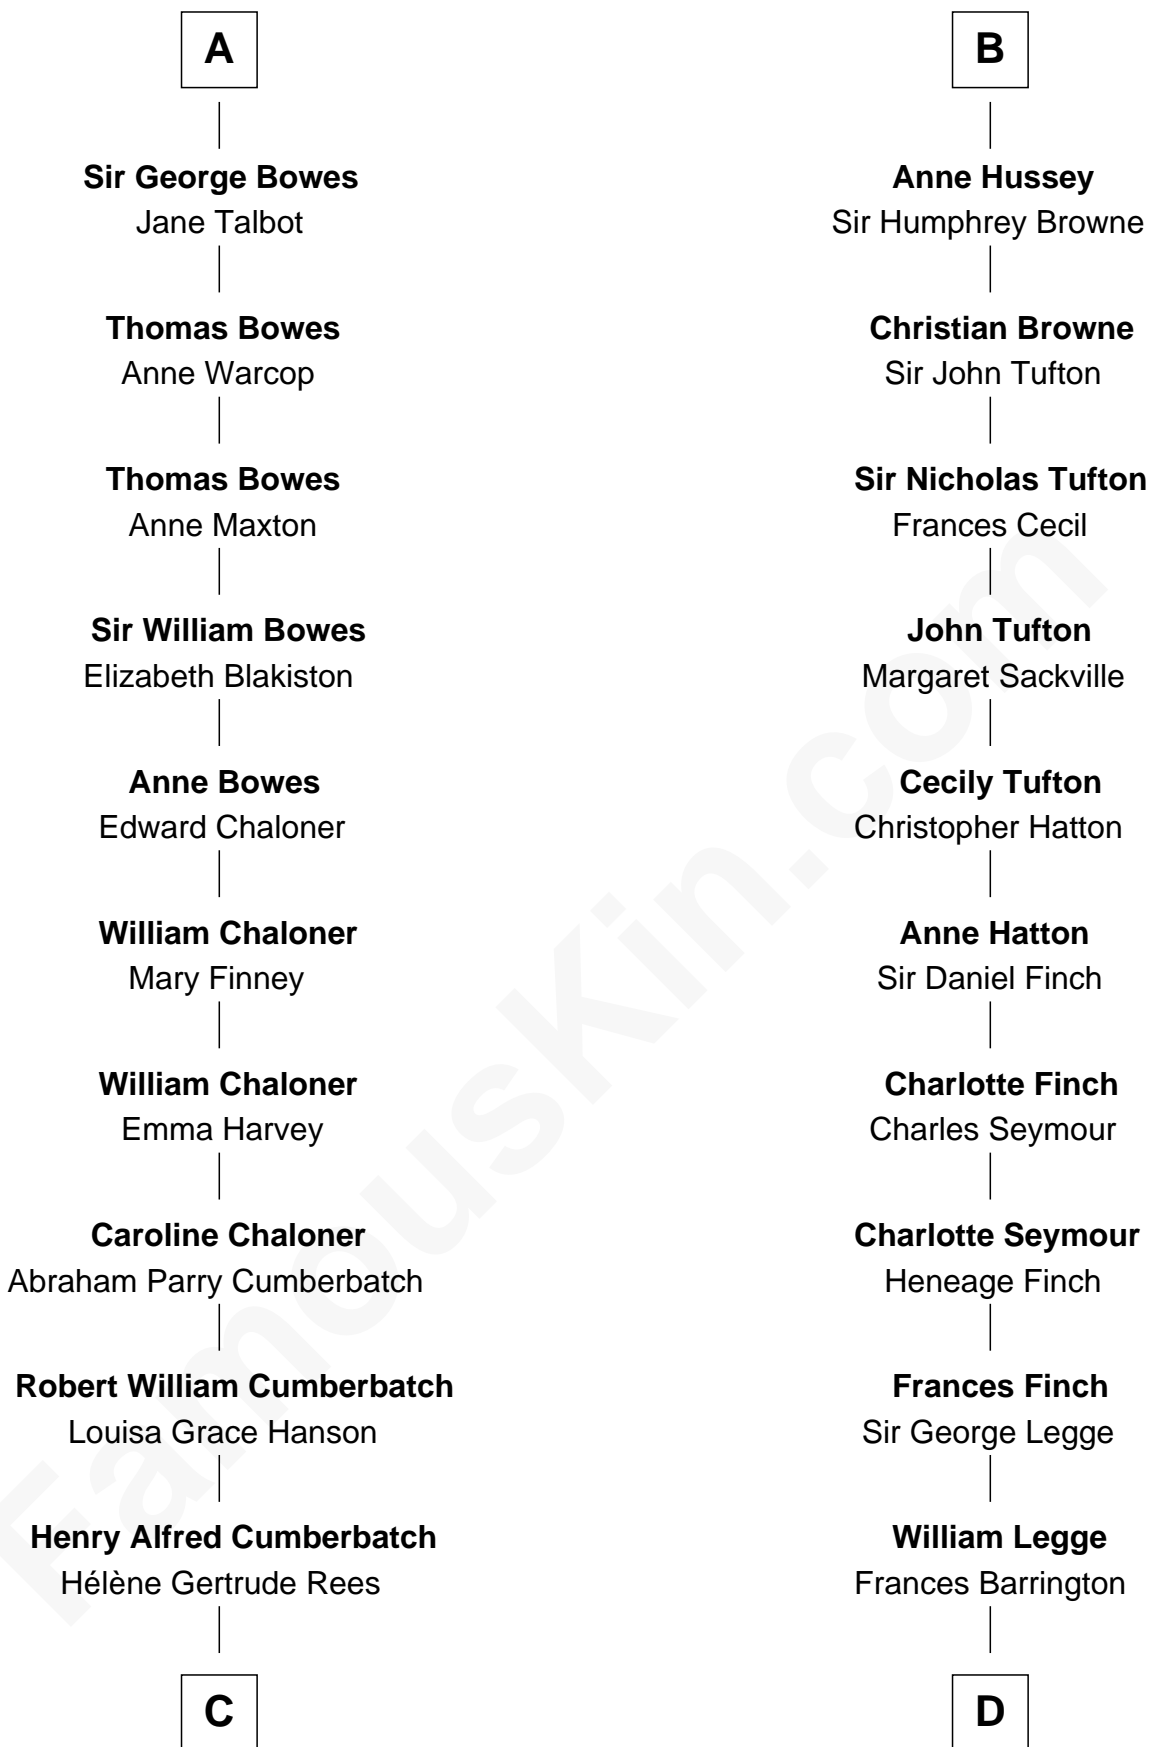 A
Sir George Bowes
Jane Talbot
Thomas Bowes
Anne Warcop
Thomas Bowes
Anne Maxton
Sir William Bowes
Elizabeth Blakiston
Anne Bowes
Edward Chaloner
William Chaloner
Mary Finney
William Chaloner
Emma Harvey
Caroline Chaloner
Abraham Parry Cumberbatch
Robert William Cumberbatch
Louisa Grace Hanson
Henry Alfred Cumberbatch
Hélène Gertrude Rees
C
B
Anne Hussey
Sir Humphrey Browne
Christian Browne
Sir John Tufton
Sir Nicholas Tufton
Frances Cecil
John Tufton
Margaret Sackville
Cecily Tufton
Christopher Hatton
Anne Hatton
Sir Daniel Finch
Charlotte Finch
Charles Seymour
Charlotte Seymour
Heneage Finch
Frances Finch
Sir George Legge
William Legge
Frances Barrington
D
FamousKin.com